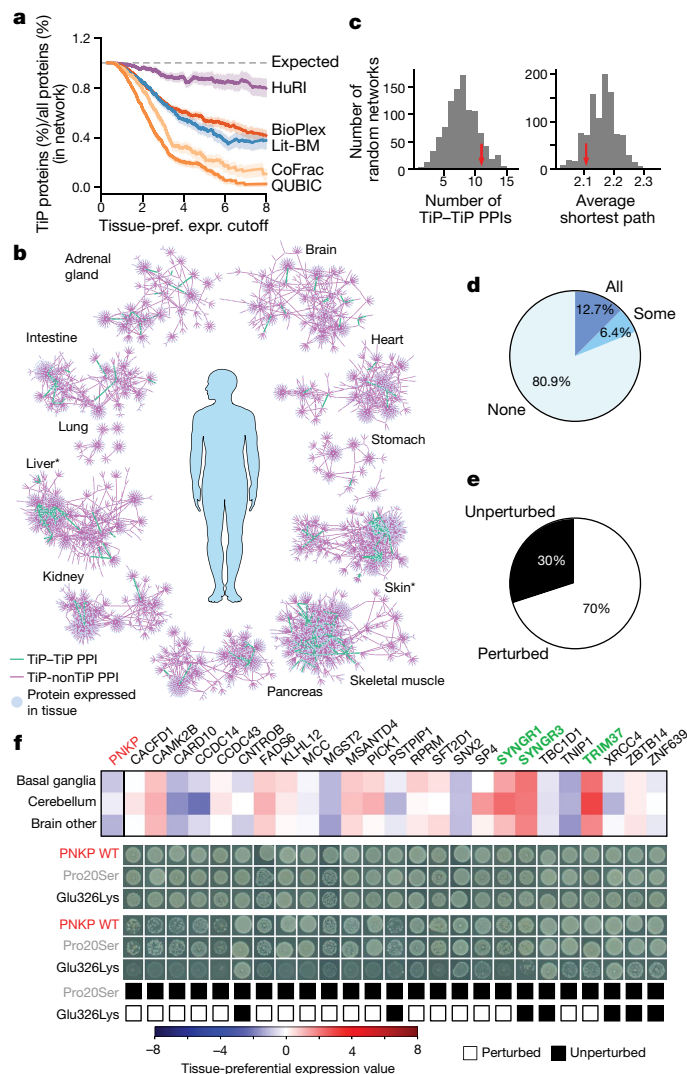 a
TiP proteins (%)/all proteins (%)
(in network)
1.2
0.8
0.4
0.0
0
2
4
6
8
Tissue-pref. expr. cutoff
Expected
HuRI
BioPlex
Lit-BM
CoFrac
QUBIC
c
Number of
random networks
150
100
50
0
5
10
15
Number of
TiP–TiP PPIs
200
150
100
50
0
2.1
2.2
2.3
Average
shortest path
b
Adrenal
gland
Brain
Intestine
Heart
Lung
Stomach
Liver*
Skin*
Kidney
Pancreas
Skeletal muscle
TiP–TiP PPI
TiP-nonTiP PPI
Protein expressed
in tissue
d
All
12.7%
Some
6.4%
80.9%
None
e
Unperturbed
30%
70%
Perturbed
f
PNKP
CACFD1
CAMK2B
CARD10
CCDC14
CCDC43
CNTROB
FADS6
KLHL12
MCC
MGST2
MSANTD4
PICK1
PSTPIP1
RPRM
SFT2D1
SNX2
SP4
SYNGR1
SYNGR3
TBC1D1
TNIP1
TRIM37
XRCC4
ZBTB14
ZNF639
Basal ganglia
Cerebellum
Brain other
PNKP WT
Pro20Ser
Glu326Lys
PNKP WT
Pro20Ser
Glu326Lys
Pro20Ser
Glu326Lys
−8
−4
0
4
8
Tissue-preferential expression value
Perturbed
Unperturbed